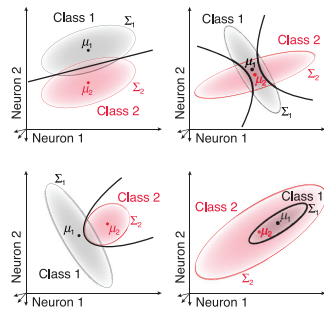 Class 1
Σ1
μ1
μ2
Σ2
Class 2
Neuron 2
Neuron 1
Σ1
Class 2
μ1
μ2
Σ2
Class 1
Neuron 2
Neuron 1
Σ1
Class 2
μ1
μ2
Σ2
Class 1
Neuron 2
Neuron 1
Class 2
Class 1
Σ1
μ1
μ2
Σ2
Neuron 2
Neuron 1